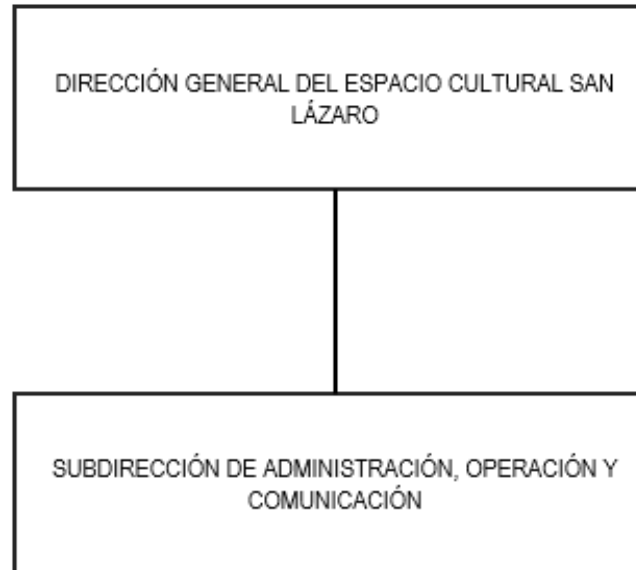 DIRECCIÓN GENERAL DEL ESPACIO CULTURAL SAN
LÁZARO
SUBDIRECCIÓN DE ADMINISTRACIÓN, OPERACIÓN Y
COMUNICACIÓN